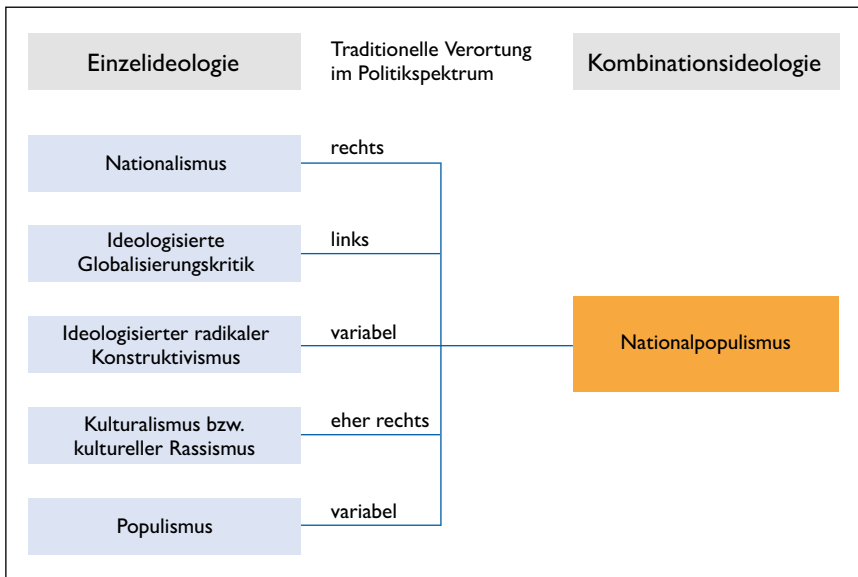 Einzelideologie
Traditionelle Verortung
im Politikspektrum
Kombinationsideologie
Nationalismus
rechts
Ideologisierte
Globalisierungskritik
links
Ideologisierter radikaler
Konstruktivismus
variabel
Nationalpopulismus
Kulturalismus bzw.
kultureller Rassismus
eher rechts
Populismus
variabel